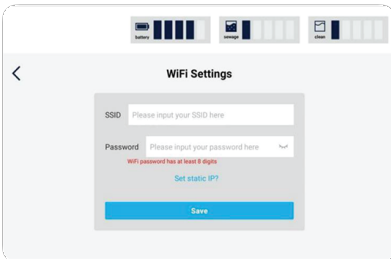 battery
sewage
clean
WiFi Settings
SSID Please input your SSID here
Password Please input your password here
WiFi password has at least 8 digits
Set static IP?
Save